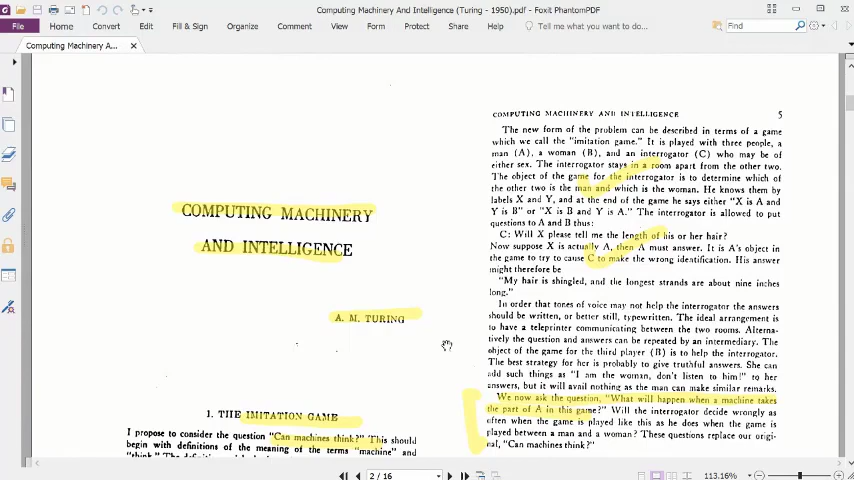 Computing Machinery And Intelligence (Turing - 1950).pdf - Foxit PhantomPDF
File Home Convert Edit Fill & Sign Organize Comment View Form Protect Share Help Tell me what you want to do... Find
Computing Machinery A...
COMPUTING MACHINERY
AND INTELLIGENCE
A. M. TURING
1. THE IMITATION GAME
I propose to consider the question "Can machines think?" This should
begin with definitions of the meaning of the terms "machine" and
COMPUTING MACHINERY AND INTELLIGENCE 5
The new form of the problem can be described in terms of a game
which we call the "imitation game." It is played with three people, a
man (A), a woman (B), and an interrogator (C) who may be of
either sex. The interrogator stays in a room apart from the other two.
The object of the game for the interrogator is to determine which of
the other two is the man and which is the woman. He knows them by
labels X and Y, and at the end of the game he says either "X is A and
Y is B" or "X is B and Y is A." The interrogator is allowed to put
questions to A and B thus:
C: Will X please tell me the length of his or her hair?
Now suppose X is actually A, then A must answer. It is A's object in
the game to try to cause C to make the wrong identification. His answer
might therefore be
"My hair is shingled, and the longest strands are about nine inches
long."
In order that tones of voice may not help the interrogator the answers
should be written, or better still, typewritten. The ideal arrangement is
to have a teleprinter communicating between the two rooms. Alterna-
tively the question and answers can be repeated by an intermediary. The
object of the game for the third player (B) is to help the interrogator.
The best strategy for her is probably to give truthful answers. She can
add such things as "I am the woman, don't listen to him!" to her
answers, but it will avail nothing as the man can make similar remarks.
We now ask the question, "What will happen when a machine takes
the part of A in this game?" Will the interrogator decide wrongly as
often when the game is played like this as he does when the game is
played between a man and a woman? These questions replace our origi-
nal, "Can machines think?"
2 / 16 113.16%